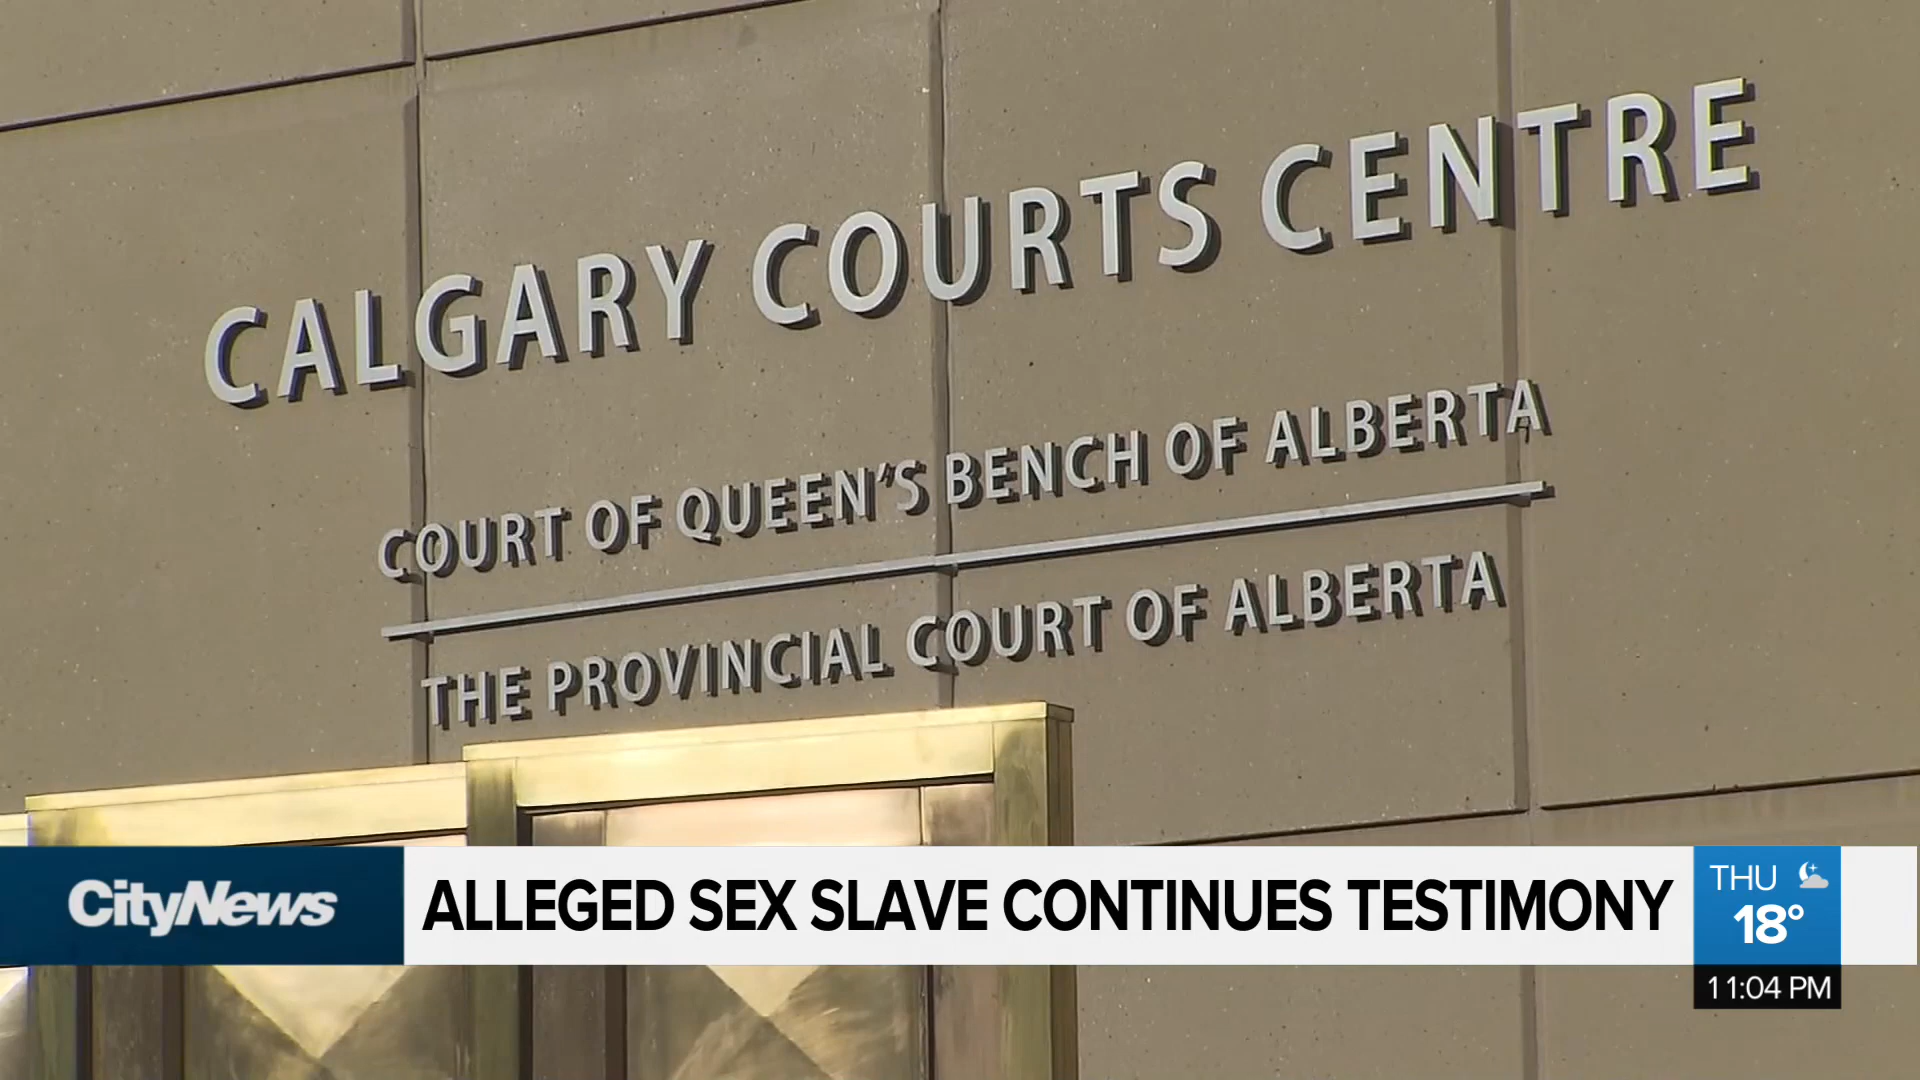 CALGARY COURTS CENTRE
COURT OF QUEEN'S BENCH OF ALBERTA
THE PROVINCIAL COURT OF ALBERTA
CityNews
ALLEGED SEX SLAVE CONTINUES TESTIMONY
THU
18°
11:04 PM